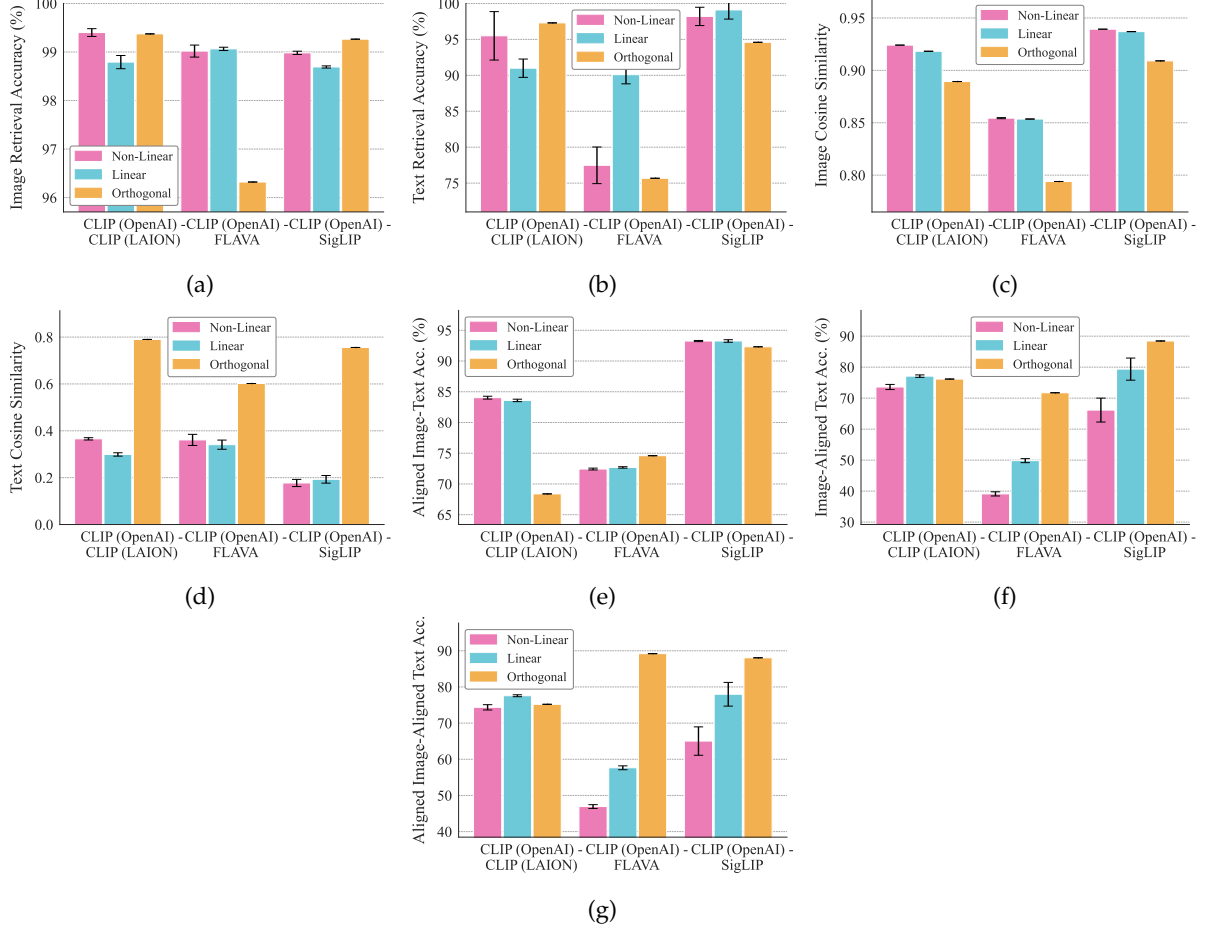 Image Retrieval Accuracy (%)
100
99
98
97
96
Non-Linear
Linear
Orthogonal
CLIP (OpenAI) - CLIP (OpenAI) - CLIP (OpenAI) -
CLIP (LAION) FLAVA SigLIP
(a)
Text Retrieval Accuracy (%)
100
95
90
85
80
75
Non-Linear
Linear
Orthogonal
CLIP (OpenAI) - CLIP (OpenAI) - CLIP (OpenAI) -
CLIP (LAION) FLAVA SigLIP
(b)
Image Cosine Similarity
0.95
0.90
0.85
0.80
Non-Linear
Linear
Orthogonal
CLIP (OpenAI) - CLIP (OpenAI) - CLIP (OpenAI) -
CLIP (LAION) FLAVA SigLIP
(c)
Text Cosine Similarity
0.8
0.6
0.4
0.2
0.0
Non-Linear
Linear
Orthogonal
CLIP (OpenAI) - CLIP (OpenAI) - CLIP (OpenAI) -
CLIP (LAION) FLAVA SigLIP
(d)
Aligned Image-Text Acc. (%)
95
90
85
80
75
70
65
Non-Linear
Linear
Orthogonal
CLIP (OpenAI) - CLIP (OpenAI) - CLIP (OpenAI) -
CLIP (LAION) FLAVA SigLIP
(e)
Image-Aligned Text Acc. (%)
90
80
70
60
50
40
30
Non-Linear
Linear
Orthogonal
CLIP (OpenAI) - CLIP (OpenAI) - CLIP (OpenAI) -
CLIP (LAION) FLAVA SigLIP
(f)
Aligned Image-Aligned Text Acc.
90
80
70
60
50
40
Non-Linear
Linear
Orthogonal
CLIP (OpenAI) - CLIP (OpenAI) - CLIP (OpenAI) -
CLIP (LAION) FLAVA SigLIP
(g)